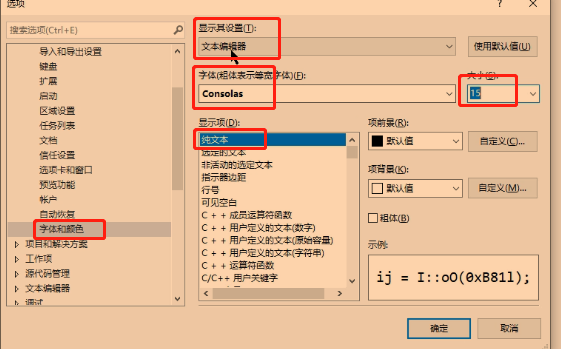 选项
?
搜索选项(Ctrl+E)
导入和导出设置
键盘
扩展
启动
区域设置
任务列表
文档
信任设置
选项卡和窗口
预览功能
帐户
自动恢复
字体和颜色
项目和解决方案
工作项
源代码管理
文本编辑器
调试
显示其设置(T):
文本编辑器
使用默认值(U)
字体(粗体表示等宽字体)(F):
大小(S):
Consolas
15
显示项(D):
纯文本
选定的文本
非活动的选定文本
指示器边距
行号
可见空白
C + + 成员运算符函数
C + + 用户定义的文本(数字)
C + + 用户定义的文本(原始容量)
C + + 用户定义的文本(字符串)
C + + 运算符函数
C/C++ 用户关键字
项前景(R):
默认值
自定义(C)...
项背景(K):
默认值
自定义(M)...
粗体(B)
示例:
ij = I::oO(0xB81l);
确定
取消